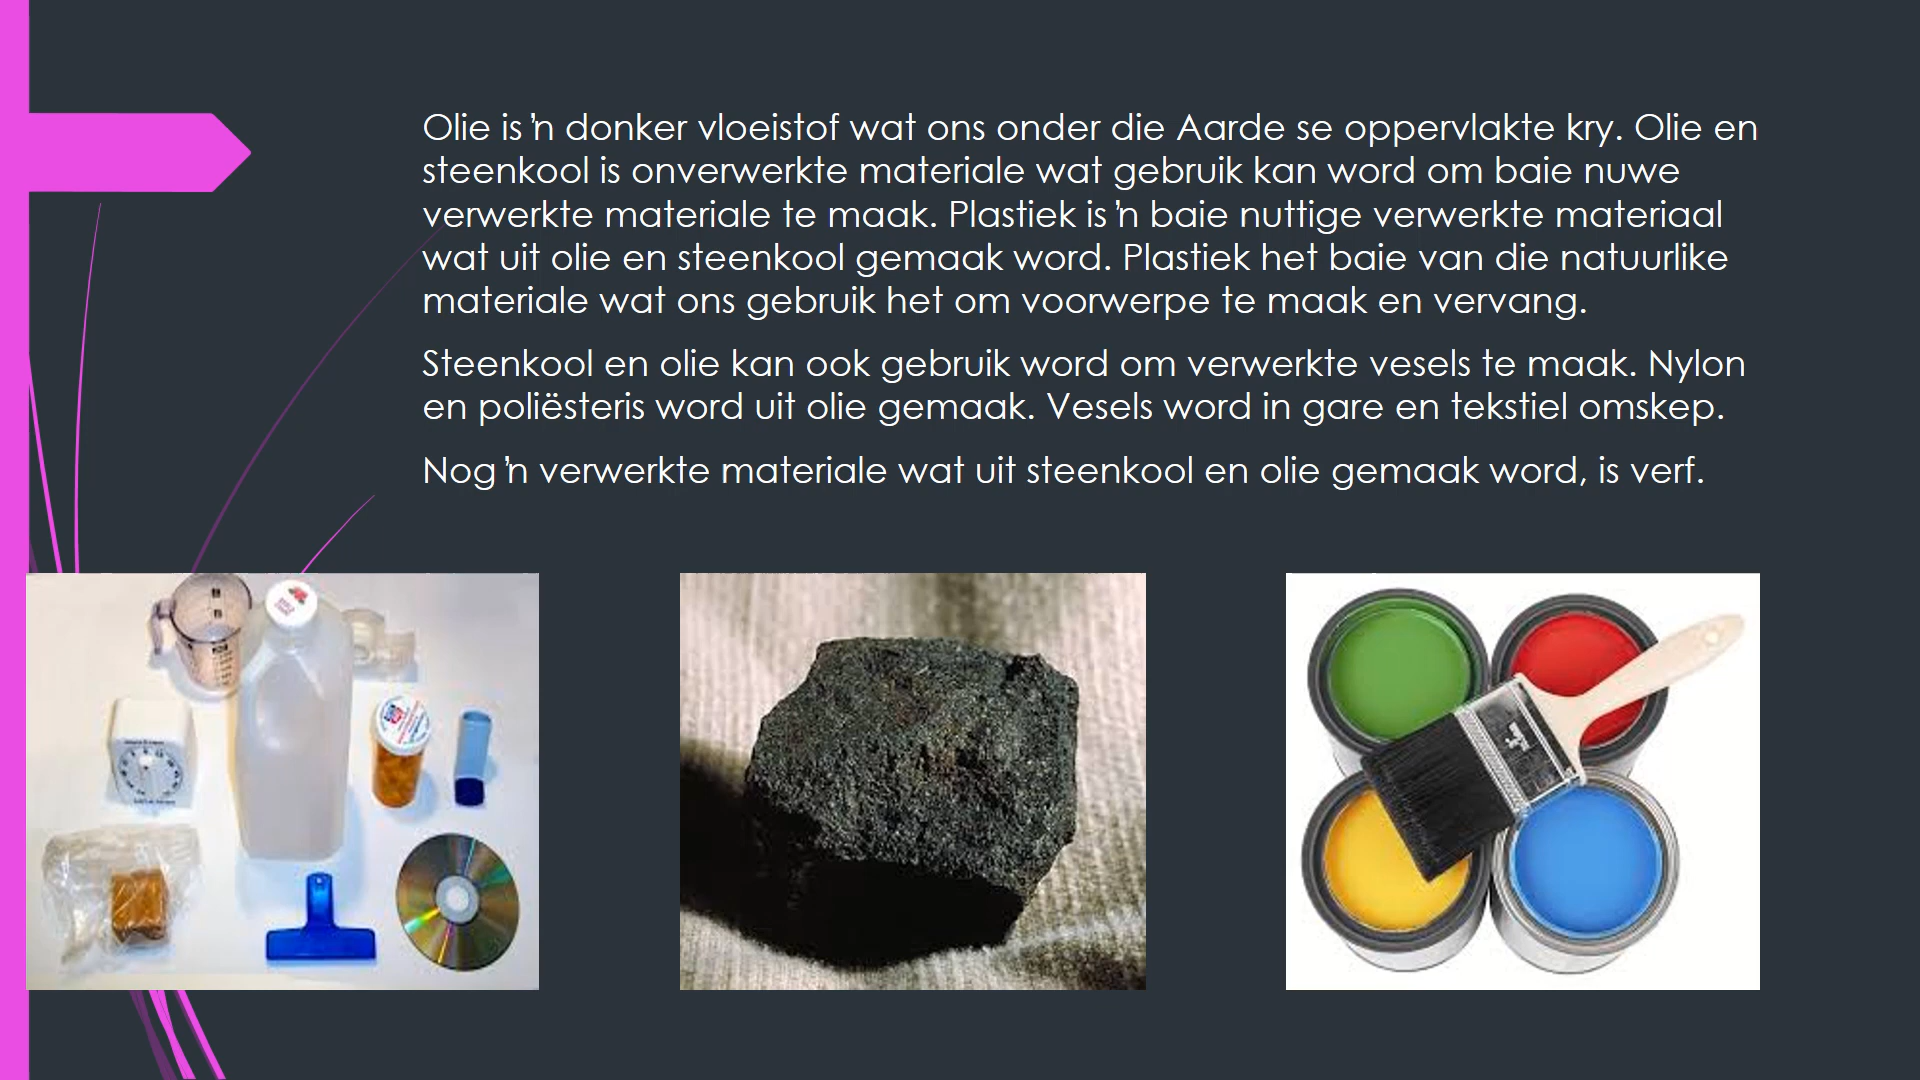 Olie is ŉ donker vloeistof wat ons onder die Aarde se oppervlakte kry. Olie en
steenkool is onverwerkte materiale wat gebruik kan word om baie nuwe
verwerkte materiale te maak. Plastiek is ŉ baie nuttige verwerkte materiaal
wat uit olie en steenkool gemaak word. Plastiek het baie van die natuurlike
materiale wat ons gebruik het om voorwerpe te maak en vervang.
Steenkool en olie kan ook gebruik word om verwerkte vesels te maak. Nylon
en poliësteris word uit olie gemaak. Vesels word in gare en tekstiel omskep.
Nog ŉ verwerkte materiale wat uit steenkool en olie gemaak word, is verf.